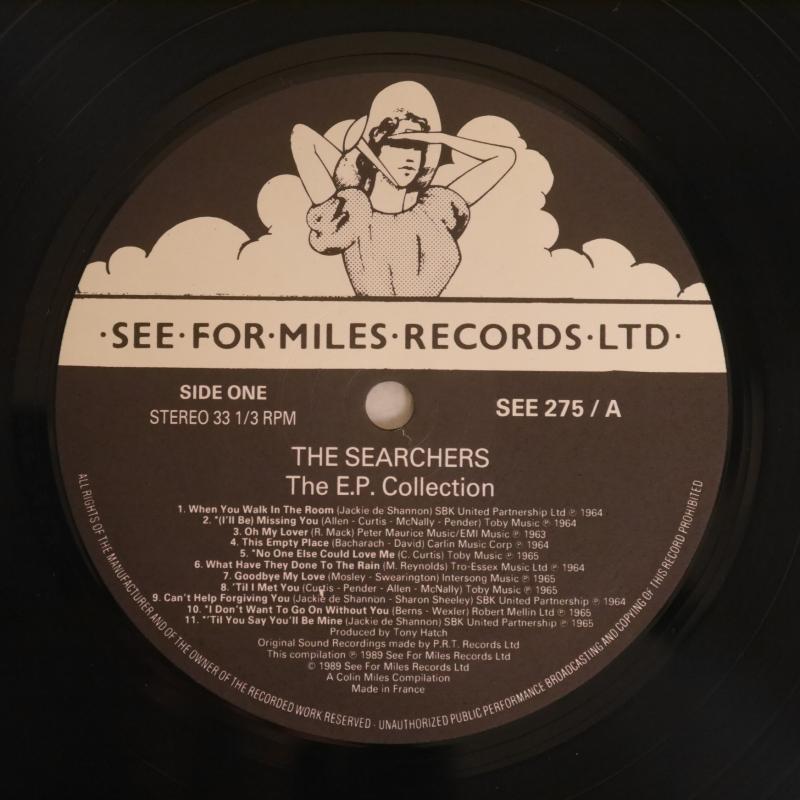 ·SEE·FOR·MILES·RECORDS·LTD·
SIDE ONE
STEREO 33 1/3 RPM
SEE 275 / A
THE SEARCHERS
The E.P. Collection
1. When You Walk In The Room (Jackie de Shannon) SBK United Partnership Ltd ℗ 1964
2. *(I'll Be) Missing You (Allen - Curtis - McNally - Pender) Toby Music ℗ 1964
3. Oh My Lover (R. Mack) Peter Maurice Music/EMI Music ℗ 1963
4. This Empty Place (Bacharach - David) Carlin Music Corp ℗ 1964
5. *No One Else Could Love Me (C. Curtis) Toby Music ℗ 1965
6. What Have They Done To The Rain (M. Reynolds) Tro-Essex Music Ltd ℗ 1964
7. Goodbye My Love (Mosley - Swearington) Intersong Music ℗ 1965
8. 'Til I Met You (Curtis - Pender - Allen - McNally) Toby Music ℗ 1965
9. Can't Help Forgiving You (Jackie de Shannon - Sharon Sheeley) SBK United Partnership ℗ 1964
10. *I Don't Want To Go On Without You (Berns - Wexler) Robert Mellin Ltd ℗ 1965
11. *'Til You Say You'll Be Mine (Jackie de Shannon) SBK United Partnership ℗ 1965
Produced by Tony Hatch
Original Sound Recordings made by P.R.T. Records Ltd
This compilation ℗ 1989 See For Miles Records Ltd
© 1989 See For Miles Records Ltd
A Colin Miles Compilation
Made in France
ALL RIGHTS OF THE MANUFACTURER AND OF THE OWNER OF THE RECORDED WORK RESERVED - UNAUTHORIZED PUBLIC PERFORMANCE BROADCASTING AND COPYING OF THIS RECORD PROHIBITED